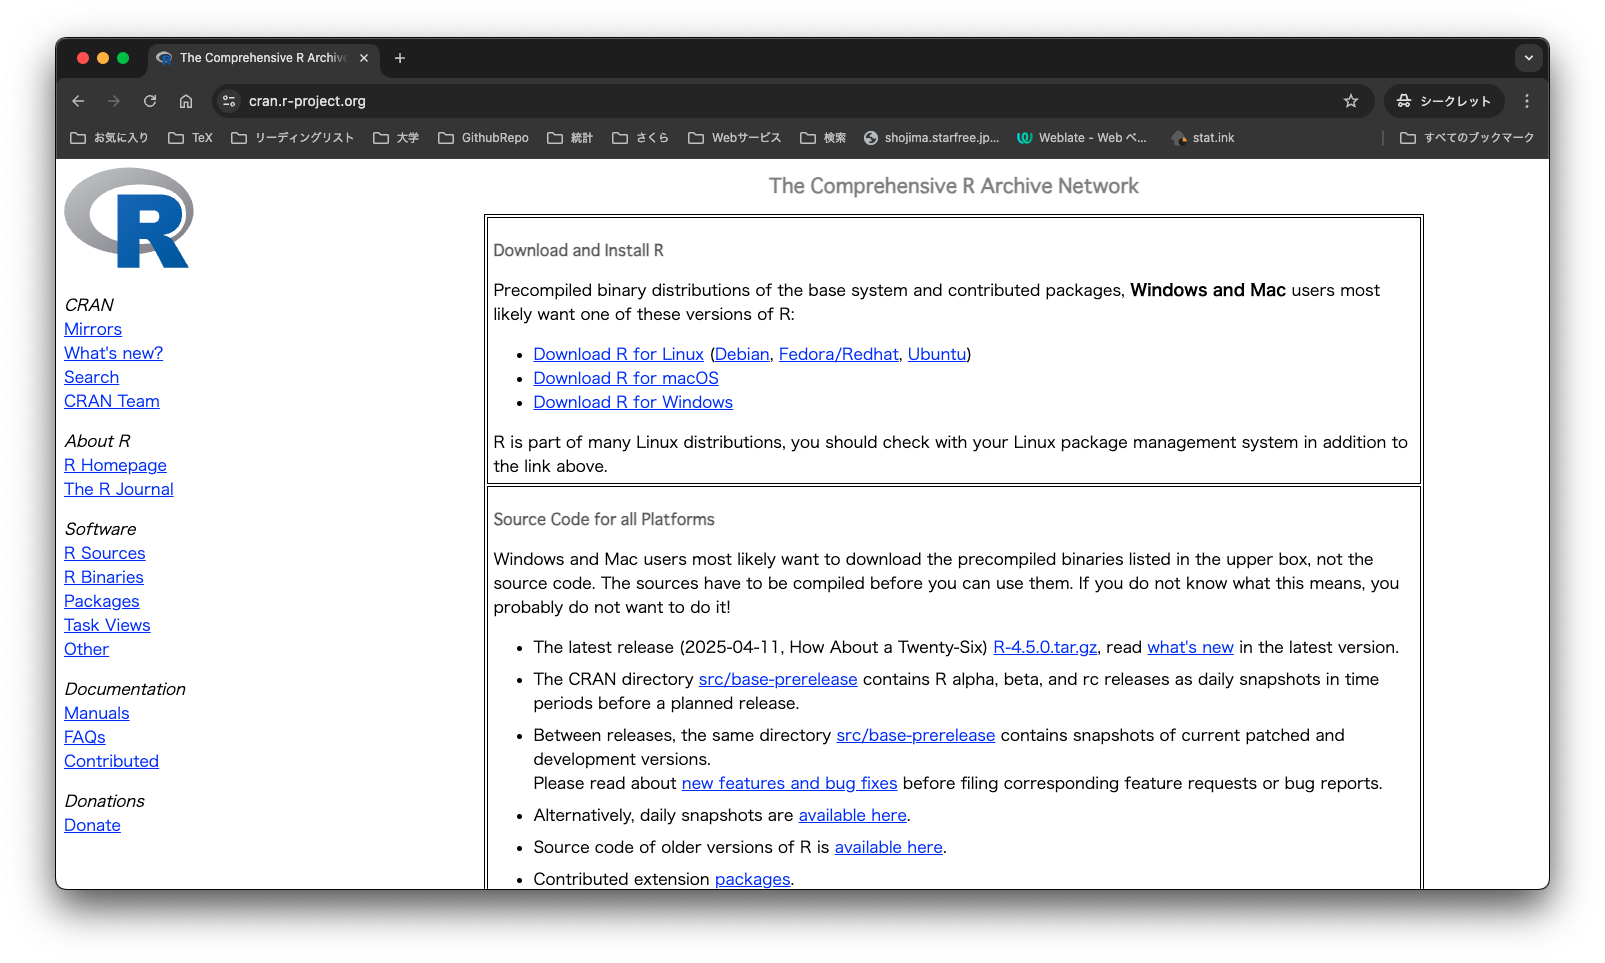 The Comprehensive R Archive
cran.r-project.org
シークレット
お気に入り TeX リーディングリスト 大学 GithubRepo 統計 さくら Webサービス 検索 shojima.starfree.jp... Weblate - Web ベ... stat.ink すべてのブックマーク
R
CRAN
Mirrors
What's new?
Search
CRAN Team
About R
R Homepage
The R Journal
Software
R Sources
R Binaries
Packages
Task Views
Other
Documentation
Manuals
FAQs
Contributed
Donations
Donate
The Comprehensive R Archive Network
Download and Install R
Precompiled binary distributions of the base system and contributed packages, Windows and Mac users most
likely want one of these versions of R:
• Download R for Linux (Debian, Fedora/Redhat, Ubuntu)
• Download R for macOS
• Download R for Windows
R is part of many Linux distributions, you should check with your Linux package management system in addition to
the link above.
Source Code for all Platforms
Windows and Mac users most likely want to download the precompiled binaries listed in the upper box, not the
source code. The sources have to be compiled before you can use them. If you do not know what this means, you
probably do not want to do it!
• The latest release (2025-04-11, How About a Twenty-Six) R-4.5.0.tar.gz, read what's new in the latest version.
• The CRAN directory src/base-prerelease contains R alpha, beta, and rc releases as daily snapshots in time
periods before a planned release.
• Between releases, the same directory src/base-prerelease contains snapshots of current patched and
development versions.
Please read about new features and bug fixes before filing corresponding feature requests or bug reports.
• Alternatively, daily snapshots are available here.
• Source code of older versions of R is available here.
• Contributed extension packages.